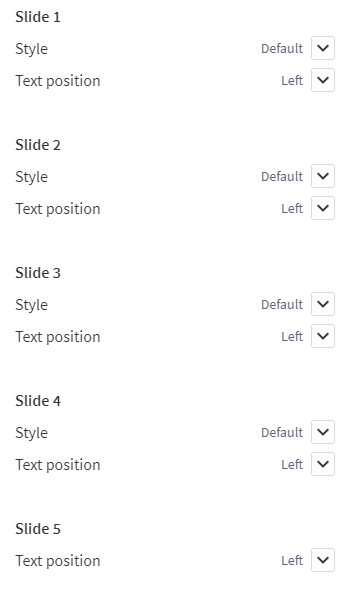 Slide 1
Style Default
Text position Left
Slide 2
Style Default
Text position Left
Slide 3
Style Default
Text position Left
Slide 4
Style Default
Text position Left
Slide 5
Text position Left